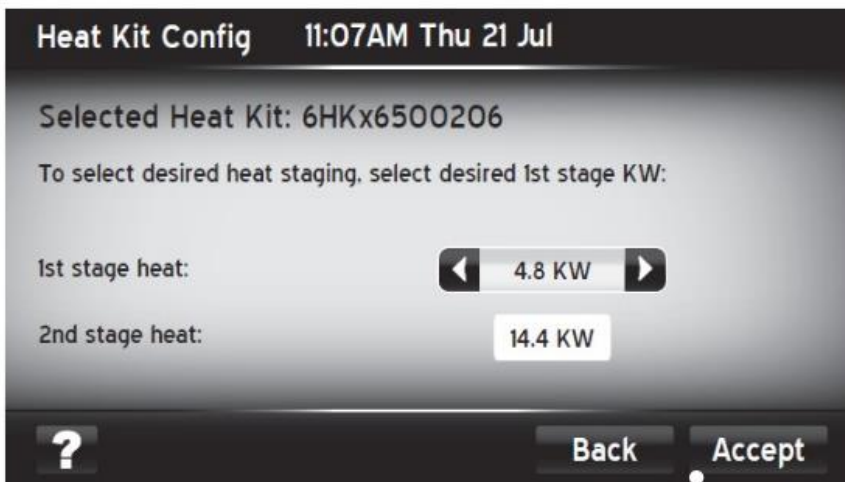 Heat Kit Config 11:07AM Thu 21 Jul
Selected Heat Kit: 6HKx6500206
To select desired heat staging, select desired 1st stage KW:
1st stage heat: 4.8 KW
2nd stage heat: 14.4 KW
? Back Accept